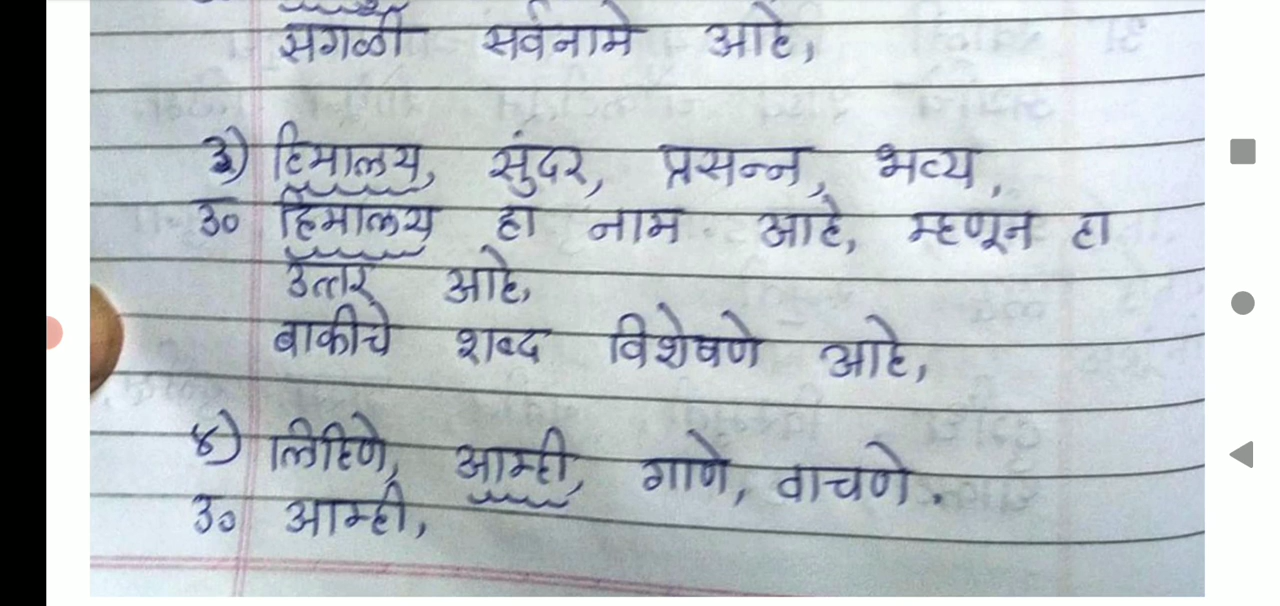 सगळी सर्वनामे आहे,
३) हिमालय, सुंदर, प्रसन्न, भव्य,
उ० हिमालय हा नाम आहे, म्हणून हा
उत्तर आहे,
बाकीचे शब्द विशेषणे आहे,
४) लिहिणे, आम्ही, गाणे, वाचणे.
उ० आम्ही,